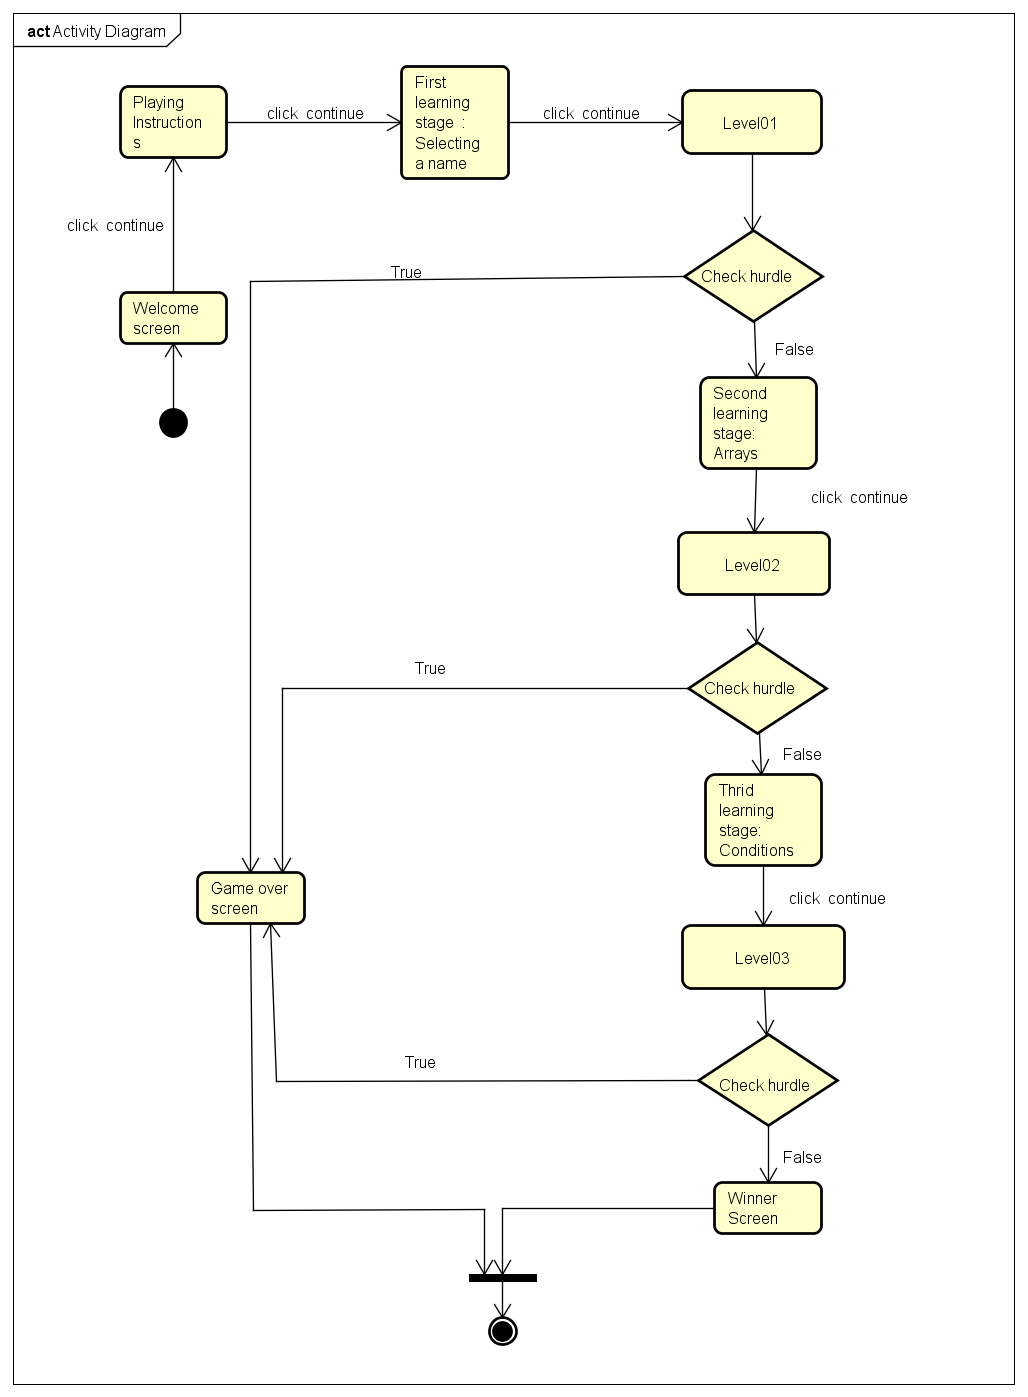 act Activity Diagram
Playing
Instruction
s
click continue
First
learning
stage :
Selecting
a name
click continue
Level01
click continue
Welcome
screen
True
Check hurdle
False
Second
learning
stage:
Arrays
click continue
Level02
True
Check hurdle
False
Thrid
learning
stage:
Conditions
click continue
Game over
screen
Level03
True
Check hurdle
False
Winner
Screen